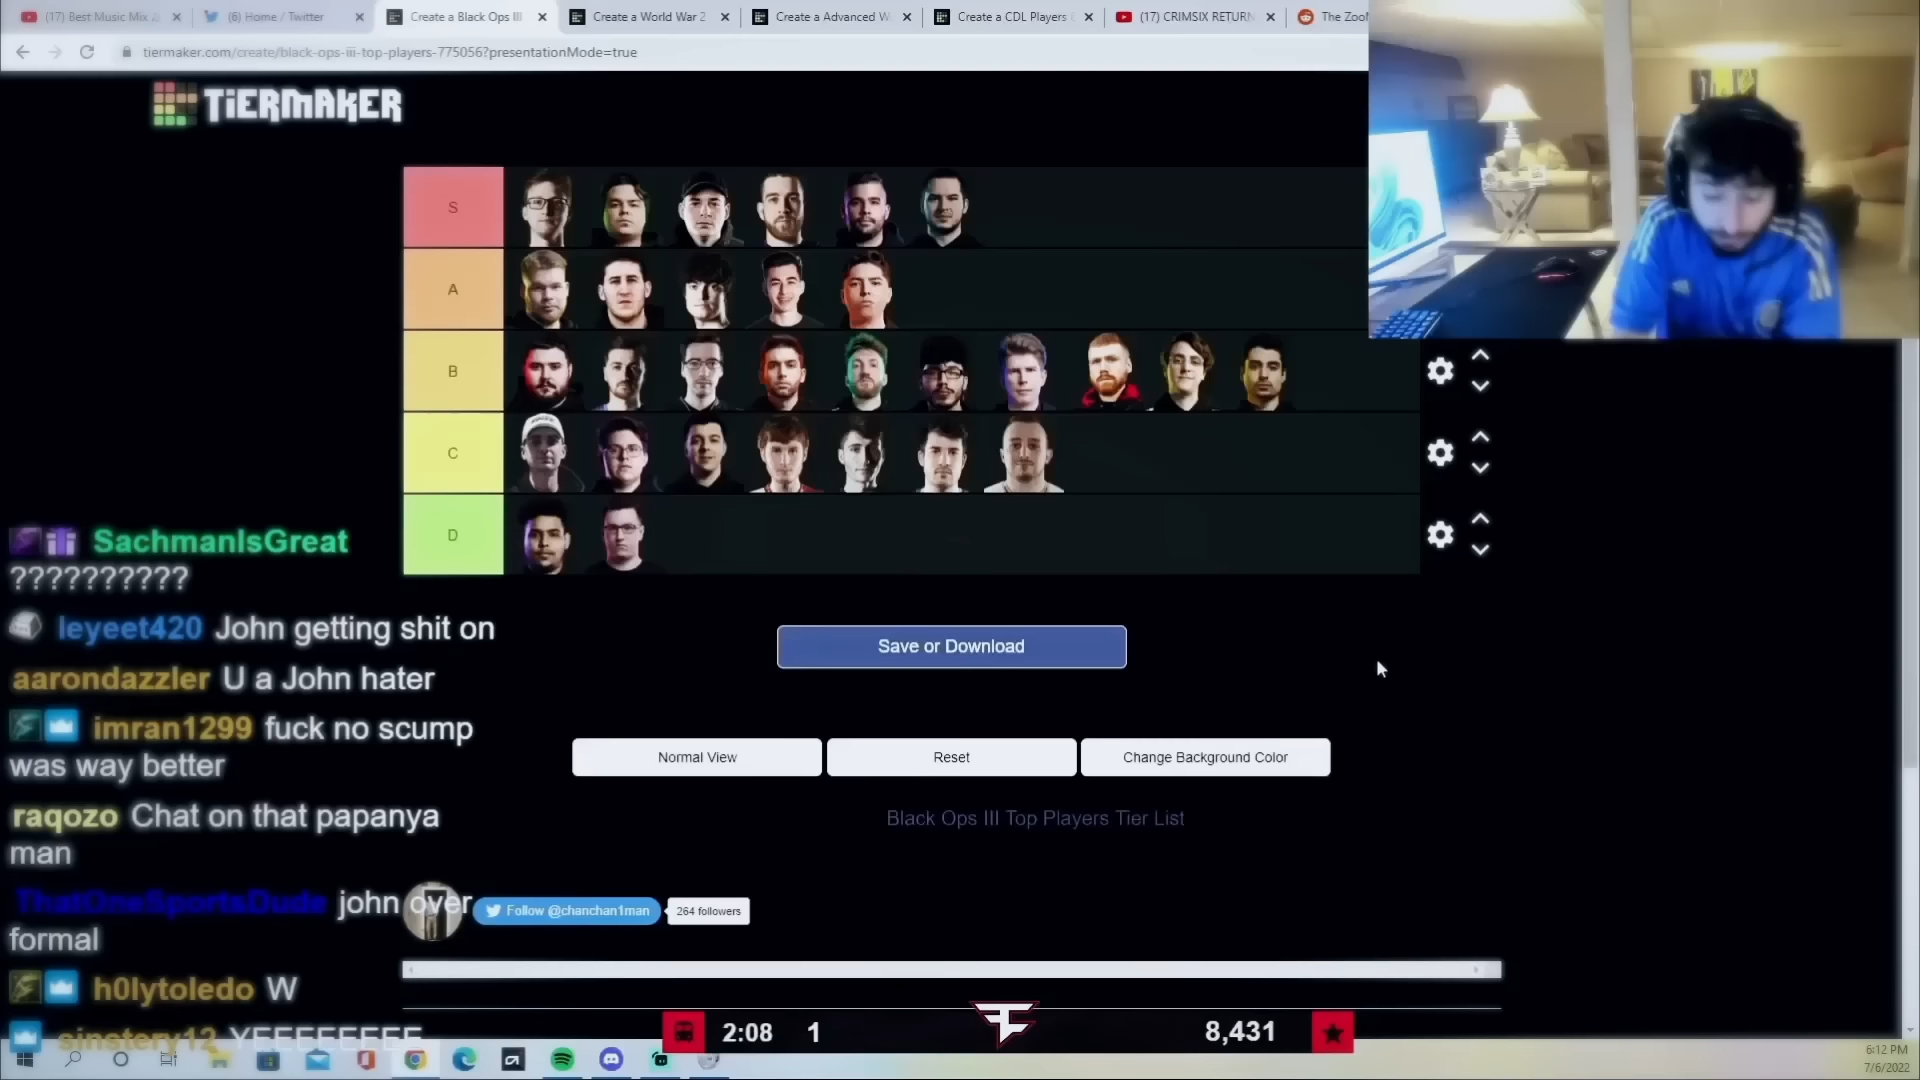 (17) Best Music Mix
(6) Home / Twitter
Create a Black Ops III
Create a World War 2
Create a Advanced W
Create a CDL Players
(17) CRIMSIX RETURN
The Zoo
tiermaker.com/create/black-ops-iii-top-players-775056?presentationMode=true
TiERMAKER
S
A
B
C
D
SachmanIsGreat
??????????
leyeet420 John getting shit on
aarondazzler U a John hater
imran1299 fuck no scump
was way better
raqozo Chat on that papanya
man
ThatOneSportsDude john over
formal
h0lytoledo W
sinstery12 YEEEEEEEE
Save or Download
Normal View
Reset
Change Background Color
Black Ops III Top Players Tier List
Follow @chanchan1man
264 followers
2:08
1
8,431
6:12 PM
7/6/2022